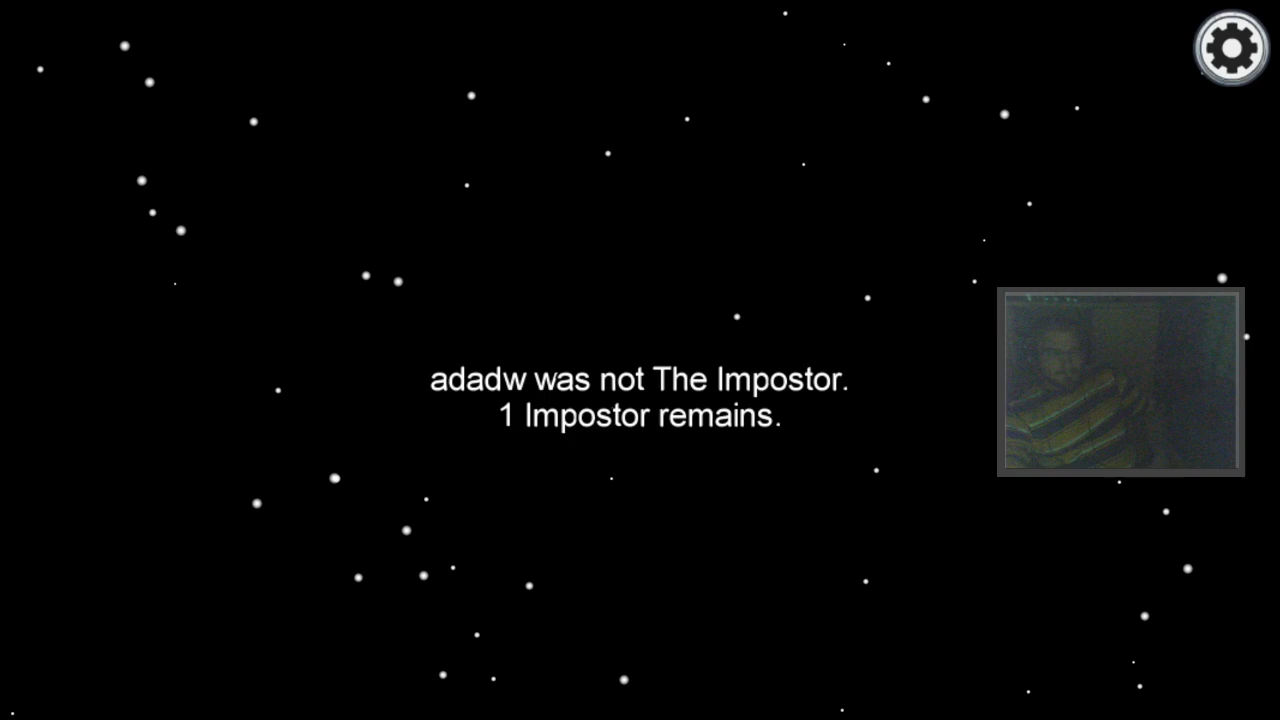 adadw was not The Impostor.
1 Impostor remains.